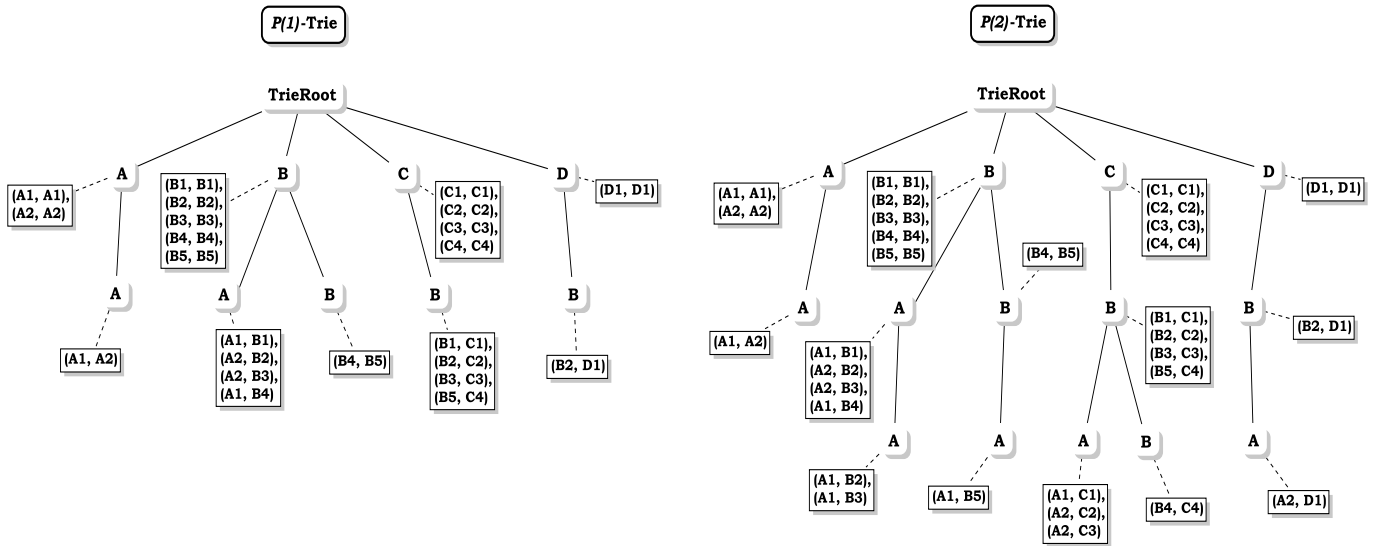 P(1)-Trie
TrieRoot
A
B
C
D
(A1, A1),
(A2, A2)
(B1, B1),
(B2, B2),
(B3, B3),
(B4, B4),
(B5, B5)
(C1, C1),
(C2, C2),
(C3, C3),
(C4, C4)
(D1, D1)
A
A
B
B
B
(A1, A2)
(A1, B1),
(A2, B2),
(A2, B3),
(A1, B4)
(B4, B5)
(B1, C1),
(B2, C2),
(B3, C3),
(B5, C4)
(B2, D1)
P(2)-Trie
TrieRoot
A
B
C
D
(A1, A1),
(A2, A2)
(B1, B1),
(B2, B2),
(B3, B3),
(B4, B4),
(B5, B5)
(C1, C1),
(C2, C2),
(C3, C3),
(C4, C4)
(D1, D1)
(B4, B5)
A
A
B
B
B
(A1, A2)
(A1, B1),
(A2, B2),
(A2, B3),
(A1, B4)
(B1, C1),
(B2, C2),
(B3, C3),
(B5, C4)
(B2, D1)
A
A
A
B
A
(A1, B2),
(A1, B3)
(A1, B5)
(A1, C1),
(A2, C2),
(A2, C3)
(B4, C4)
(A2, D1)